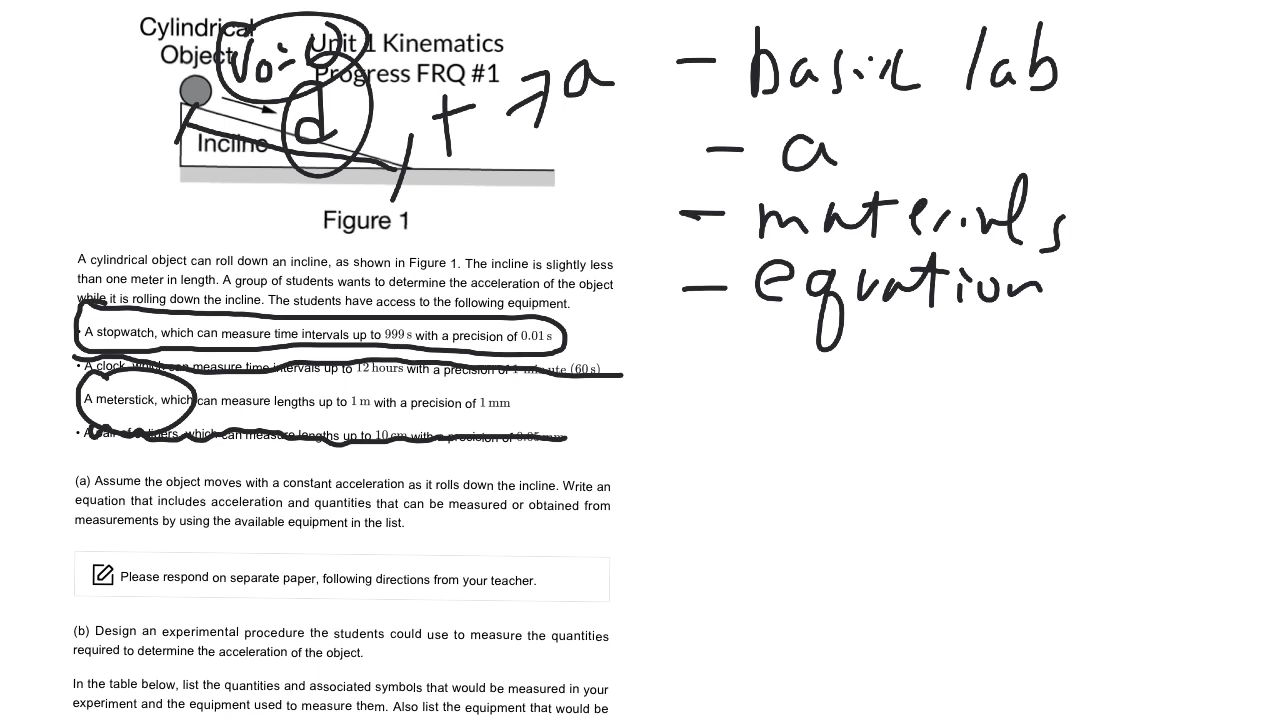 Cylindrical
Object
v₀=0
Unit 1 Kinematics
Progress FRQ #1
d
t → a
Incline
Figure 1
- basic lab
- a
- materials
- equation
A cylindrical object can roll down an incline, as shown in Figure 1. The incline is slightly less
than one meter in length. A group of students wants to determine the acceleration of the object
while it is rolling down the incline. The students have access to the following equipment.
• A stopwatch, which can measure time intervals up to 999 s with a precision of 0.01 s
• A clock, which can measure time intervals up to 12 hours with a precision of 1 minute (60 s)
A meterstick, which can measure lengths up to 1 m with a precision of 1 mm
• A pair of calipers, which can measure lengths up to 10 cm with a precision of 0.05 mm
(a) Assume the object moves with a constant acceleration as it rolls down the incline. Write an
equation that includes acceleration and quantities that can be measured or obtained from
measurements by using the available equipment in the list.
Please respond on separate paper, following directions from your teacher.
(b) Design an experimental procedure the students could use to measure the quantities
required to determine the acceleration of the object.
In the table below, list the quantities and associated symbols that would be measured in your
experiment and the equipment used to measure them. Also list the equipment that would be